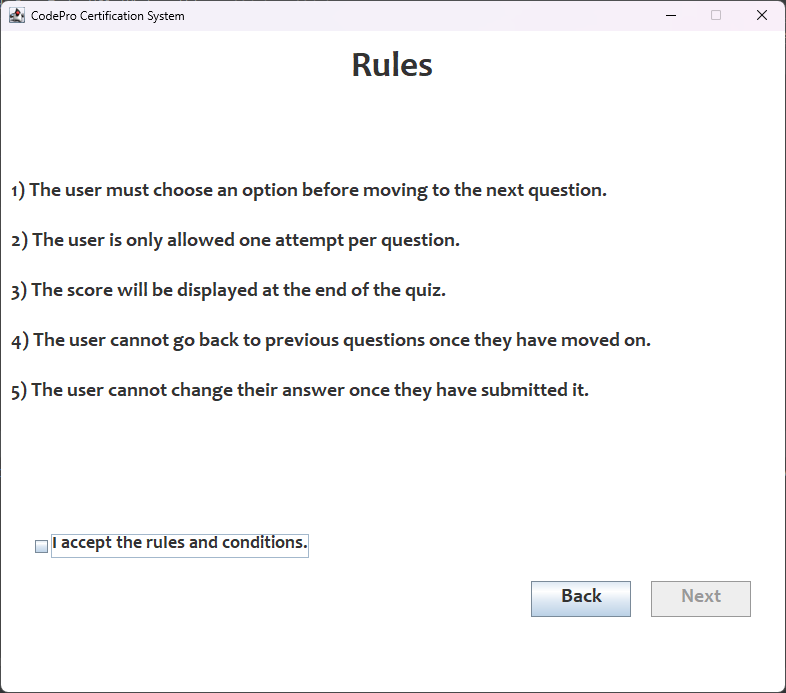 CodePro Certification System
Rules
1) The user must choose an option before moving to the next question.
2) The user is only allowed one attempt per question.
3) The score will be displayed at the end of the quiz.
4) The user cannot go back to previous questions once they have moved on.
5) The user cannot change their answer once they have submitted it.
I accept the rules and conditions.
Back Next